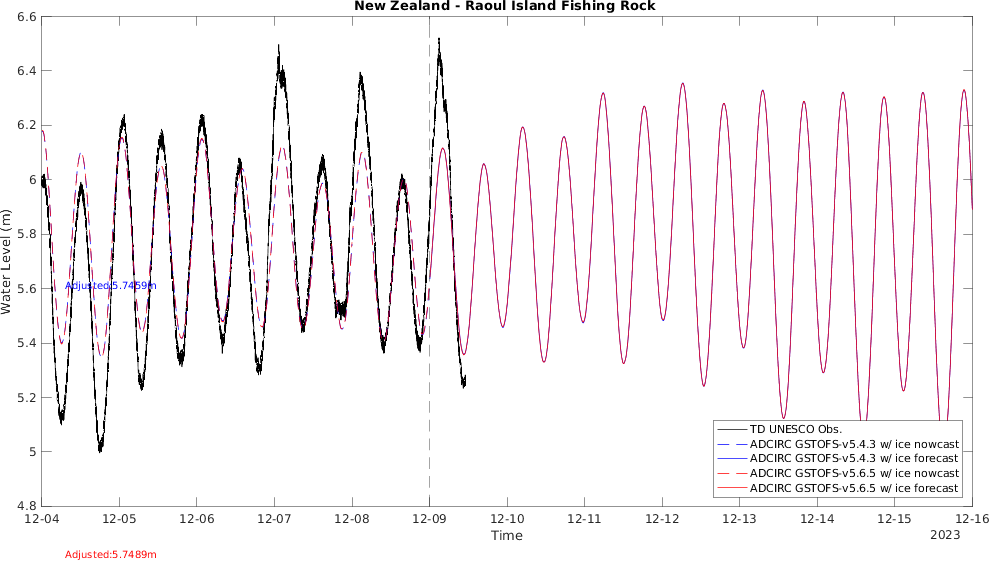 New Zealand - Raoul Island Fishing Rock
6.6
6.4
6.2
6
5.8
5.6
5.4
5.2
5
4.8
Water Level (m)
Adjusted:5.7459m
TD UNESCO Obs.
ADCIRC GSTOFS-v5.4.3 w/ ice nowcast
ADCIRC GSTOFS-v5.4.3 w/ ice forecast
ADCIRC GSTOFS-v5.6.5 w/ ice nowcast
ADCIRC GSTOFS-v5.6.5 w/ ice forecast
12-04 12-05 12-06 12-07 12-08 12-09 12-10 12-11 12-12 12-13 12-14 12-15 12-16
Time
2023
Adjusted:5.7489m